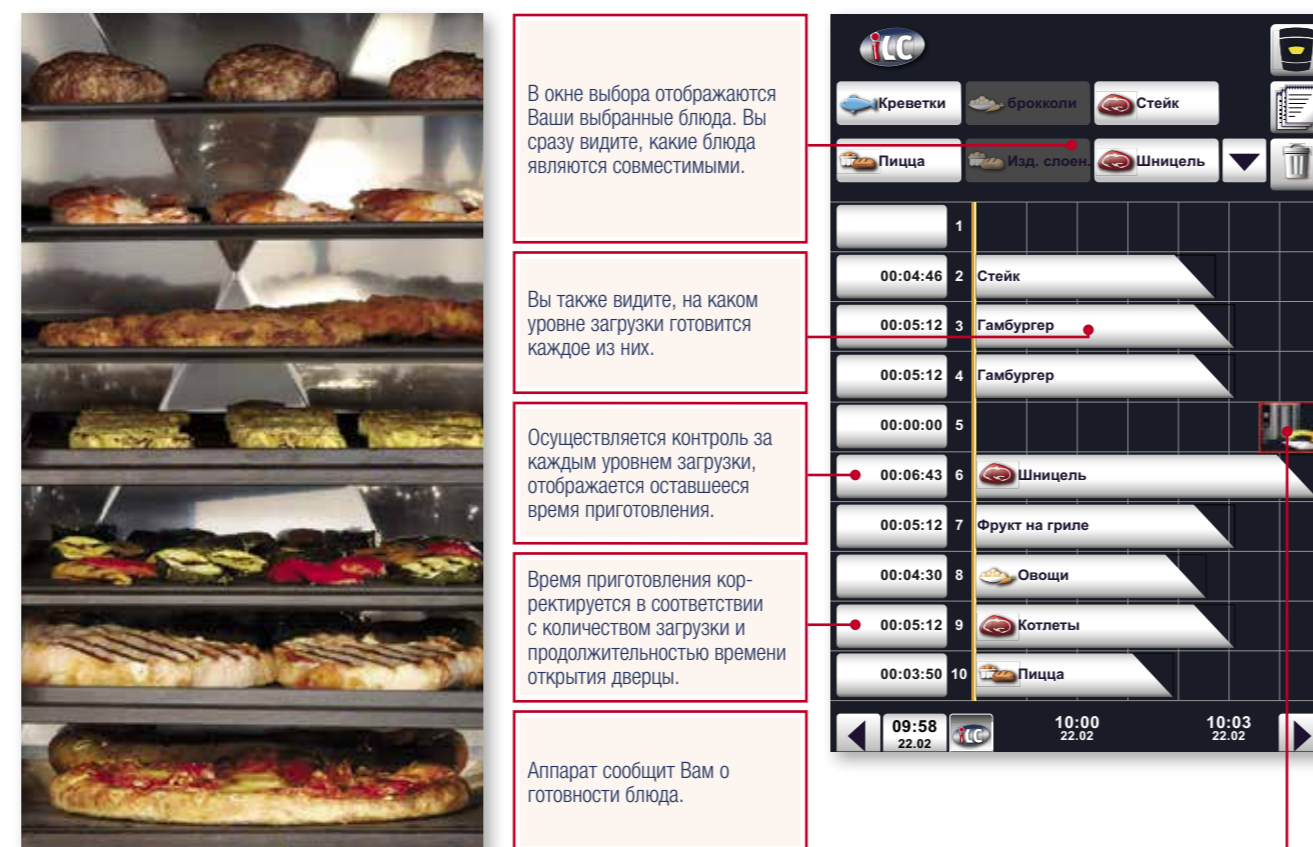 В окне выбора отображаются
Ваши выбранные блюда. Вы
сразу видите, какие блюда
являются совместимыми.
Вы также видите, на каком
уровне загрузки готовится
каждое из них.
Осуществляется контроль за
каждым уровнем загрузки,
отображается оставшееся
время приготовления.
Время приготовления кор-
ректируется в соответствии
с количеством загрузки и
продолжительностью времени
открытия дверцы.
Аппарат сообщит Вам о
готовности блюда.
iLC
Креветки брокколи Стейк
Пицца Изд. слоен. Шницель
1
00:04:46 2 Стейк
00:05:12 3 Гамбургер
00:05:12 4 Гамбургер
00:00:00 5
00:06:43 6 Шницель
00:05:12 7 Фрукт на гриле
00:04:30 8 Овощи
00:05:12 9 Котлеты
00:03:50 10 Пицца
09:58 iLC 10:00 10:03
22.02 22.02 22.02